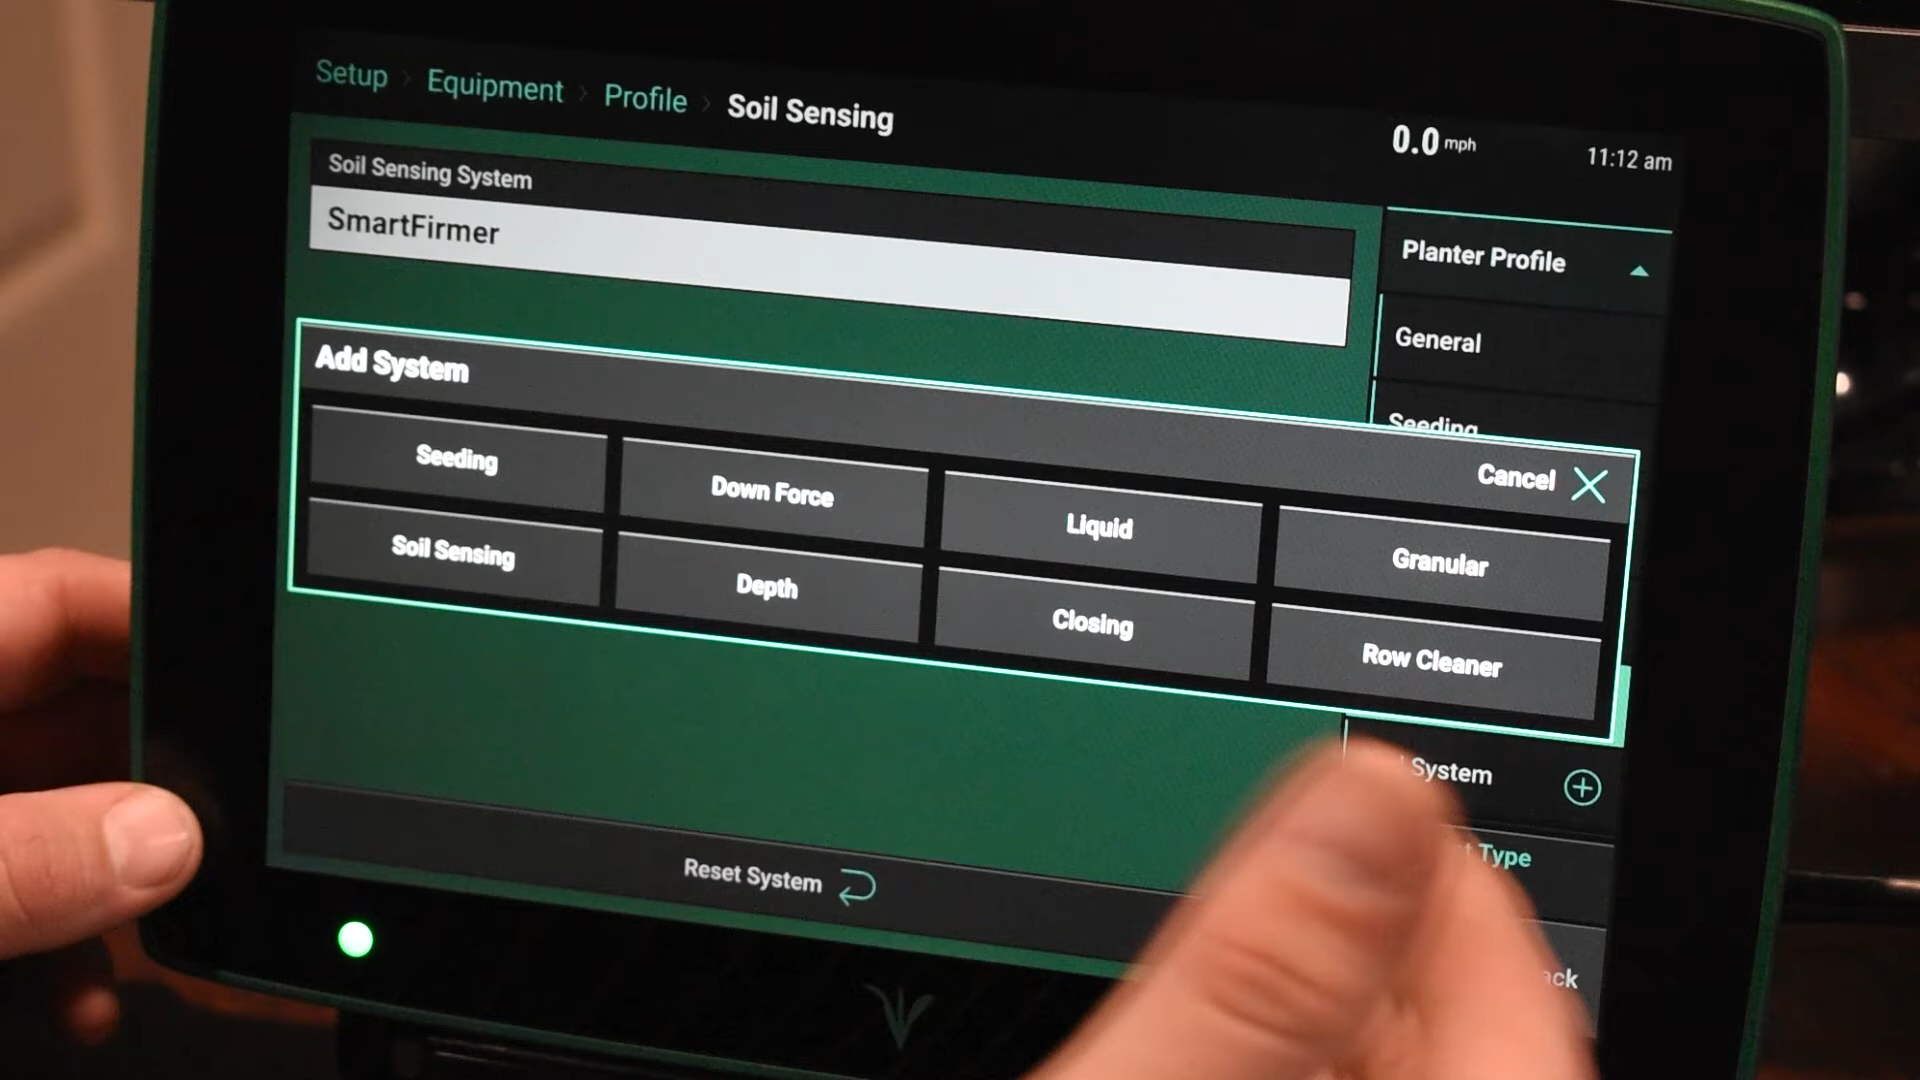 Setup > Equipment > Profile > Soil Sensing
0.0 mph
11:12 am
Soil Sensing System
SmartFirmer
Planter Profile
General
Seeding
Add System
Cancel
Seeding
Down Force
Liquid
Granular
Soil Sensing
Depth
Closing
Row Cleaner
System
Type
Reset System